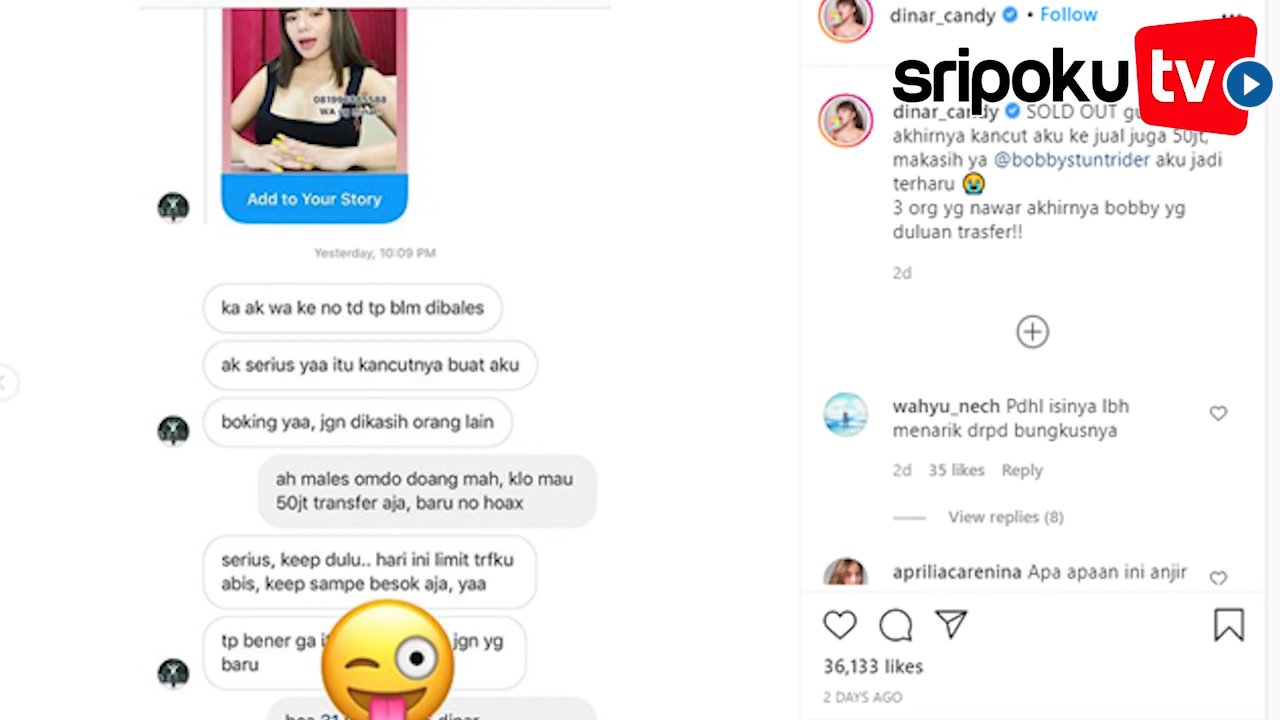 Add to Your Story
Yesterday, 10:09 PM
ka ak wa ke no td tp blm dibales
ak serius yaa itu kancutnya buat aku
boking yaa, jgn dikasih orang lain
ah males omdo doang mah, klo mau
50jt transfer aja, baru no hoax
serius, keep dulu.. hari ini limit trfku
abis, keep sampe besok aja, yaa
tp bener ga jgn yg
baru
dinar_candy • Follow
sripoku tv
dinar_candy SOLD OUT
akhirnya kancut aku ke jual juga 50jt,
makasih ya @bobbystuntrider aku jadi
terharu 😭
3 org yg nawar akhirnya bobby yg
duluan trasfer!!
2d
wahyu_nech Pdhl isinya lbh
menarik drpd bungkusnya
2d 35 likes Reply
View replies (8)
apriliacarenina Apa apaan ini anjir
36,133 likes
2 DAYS AGO